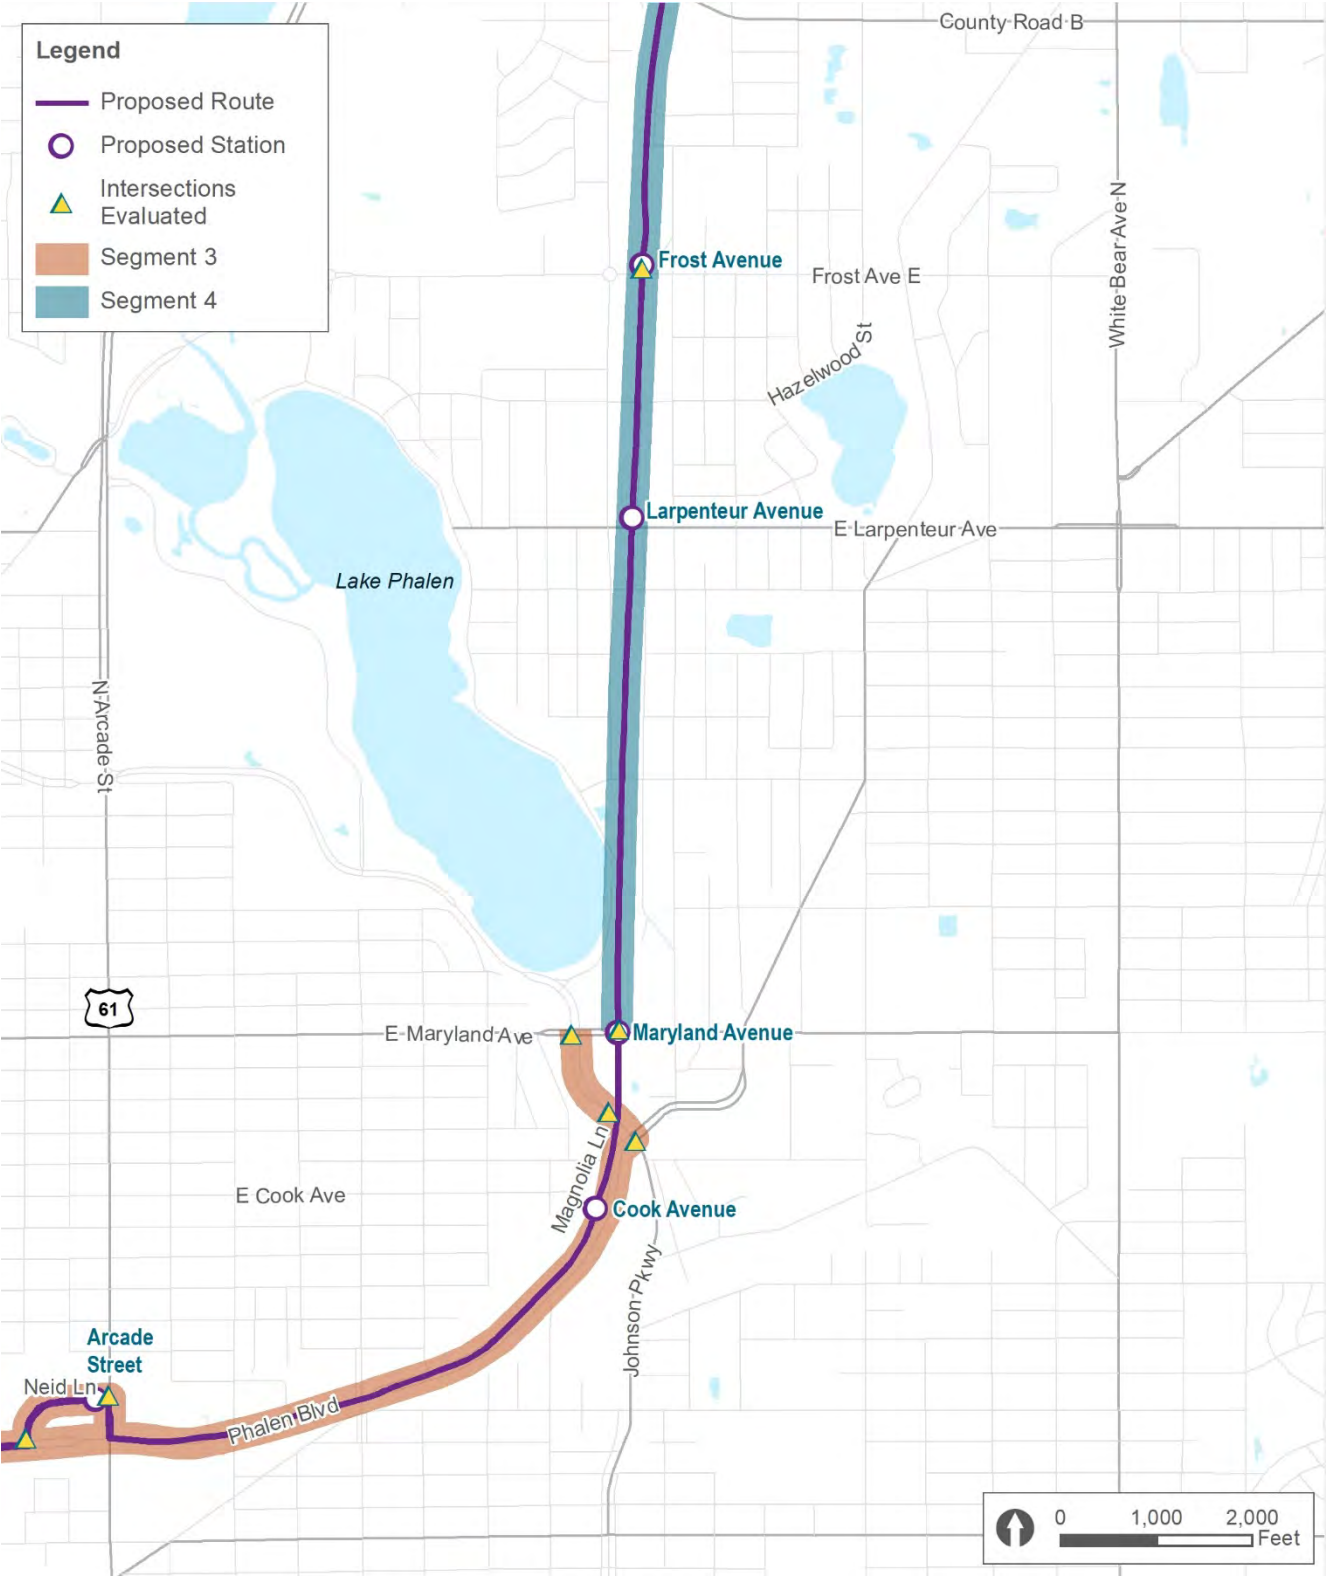 Legend
Proposed Route
Proposed Station
Intersections
Evaluated
Segment 3
Segment 4
County Road B
White Bear Ave N
Frost Avenue
Frost Ave E
Hazelwood St
Larpenteur Avenue
E Larpenteur Ave
Lake Phalen
N Arcade St
61
E Maryland Ave
Maryland Avenue
Magnolia Ln
E Cook Ave
Cook Avenue
Johnson Pkwy
Arcade
Street
Neid Ln
Phalen Blvd
0 1,000 2,000
Feet